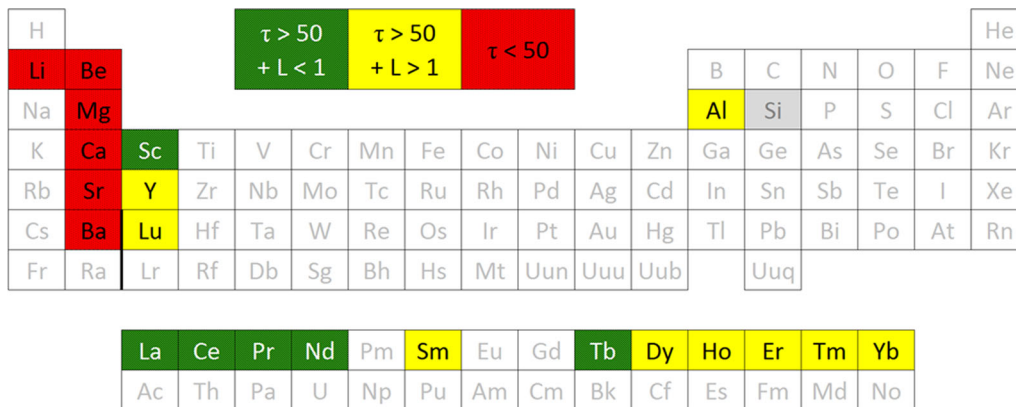 H He
τ > 50 + L < 1 τ > 50 + L > 1 τ < 50
Li Be B C N O F Ne
Na Mg Al Si P S Cl Ar
K Ca Sc Ti V Cr Mn Fe Co Ni Cu Zn Ga Ge As Se Br Kr
Rb Sr Y Zr Nb Mo Tc Ru Rh Pd Ag Cd In Sn Sb Te I Xe
Cs Ba Lu Hf Ta W Re Os Ir Pt Au Hg Tl Pb Bi Po At Rn
Fr Ra Lr Rf Db Sg Bh Hs Mt Uun Uuu Uub Uuq
La Ce Pr Nd Pm Sm Eu Gd Tb Dy Ho Er Tm Yb
Ac Th Pa U Np Pu Am Cm Bk Cf Es Fm Md No